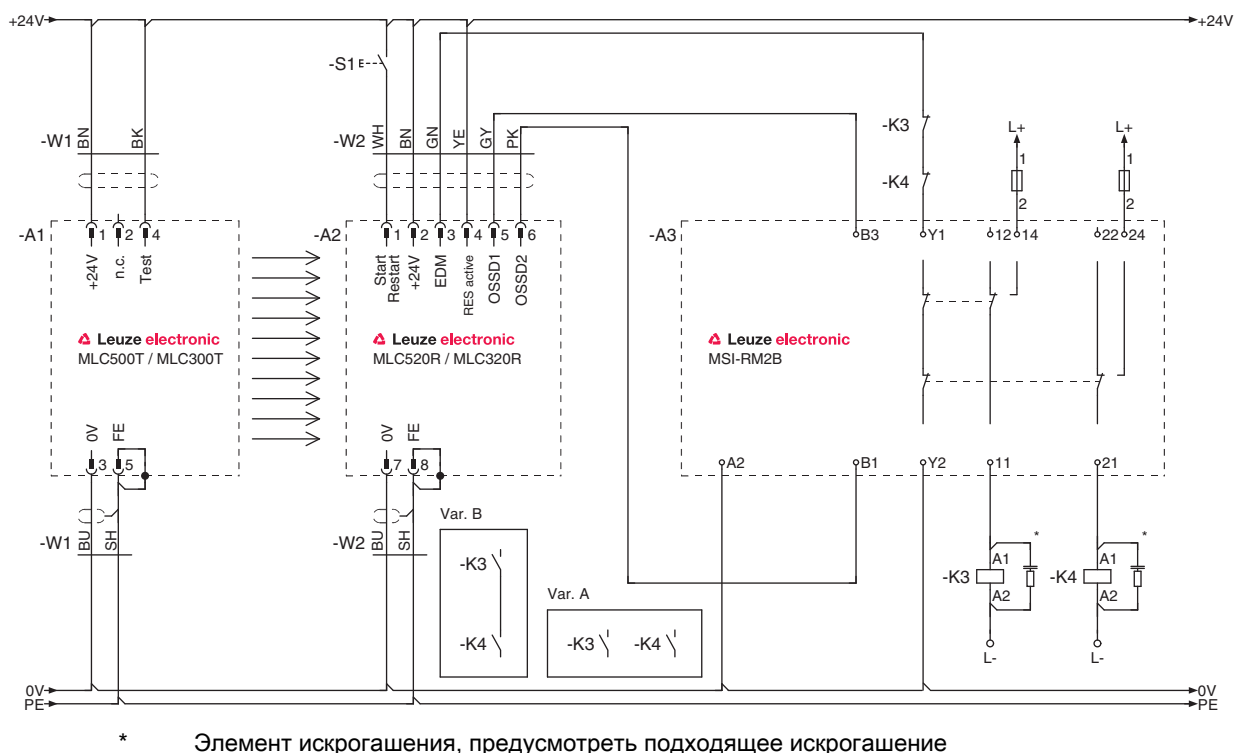 +24V
+24V
-S1
-W1
BN
BK
-W2
WH
BN
GN
YE
GY
PK
-K3
-K4
L+
1
2
L+
1
2
-A1
1
2
4
+24V
n.c.
Test
-A2
1
2
3
4
5
6
Start
Restart
+24V
EDM
RES active
OSSD1
OSSD2
-A3
B3
Y1
12
14
22
24
Leuze electronic
MLC500T / MLC300T
Leuze electronic
MLC520R / MLC320R
Leuze electronic
MSI-RM2B
0V
FE
3
5
0V
FE
7
8
A2
B1
Y2
11
21
-W1
BU
SH
-W2
BU
SH
Var. B
-K3
-K4
Var. A
-K3
-K4
*
-K3
A1
A2
L-
*
-K4
A1
A2
L-
0V
0V
PE
PE
* Элемент искрогашения, предусмотреть подходящее искрогашение